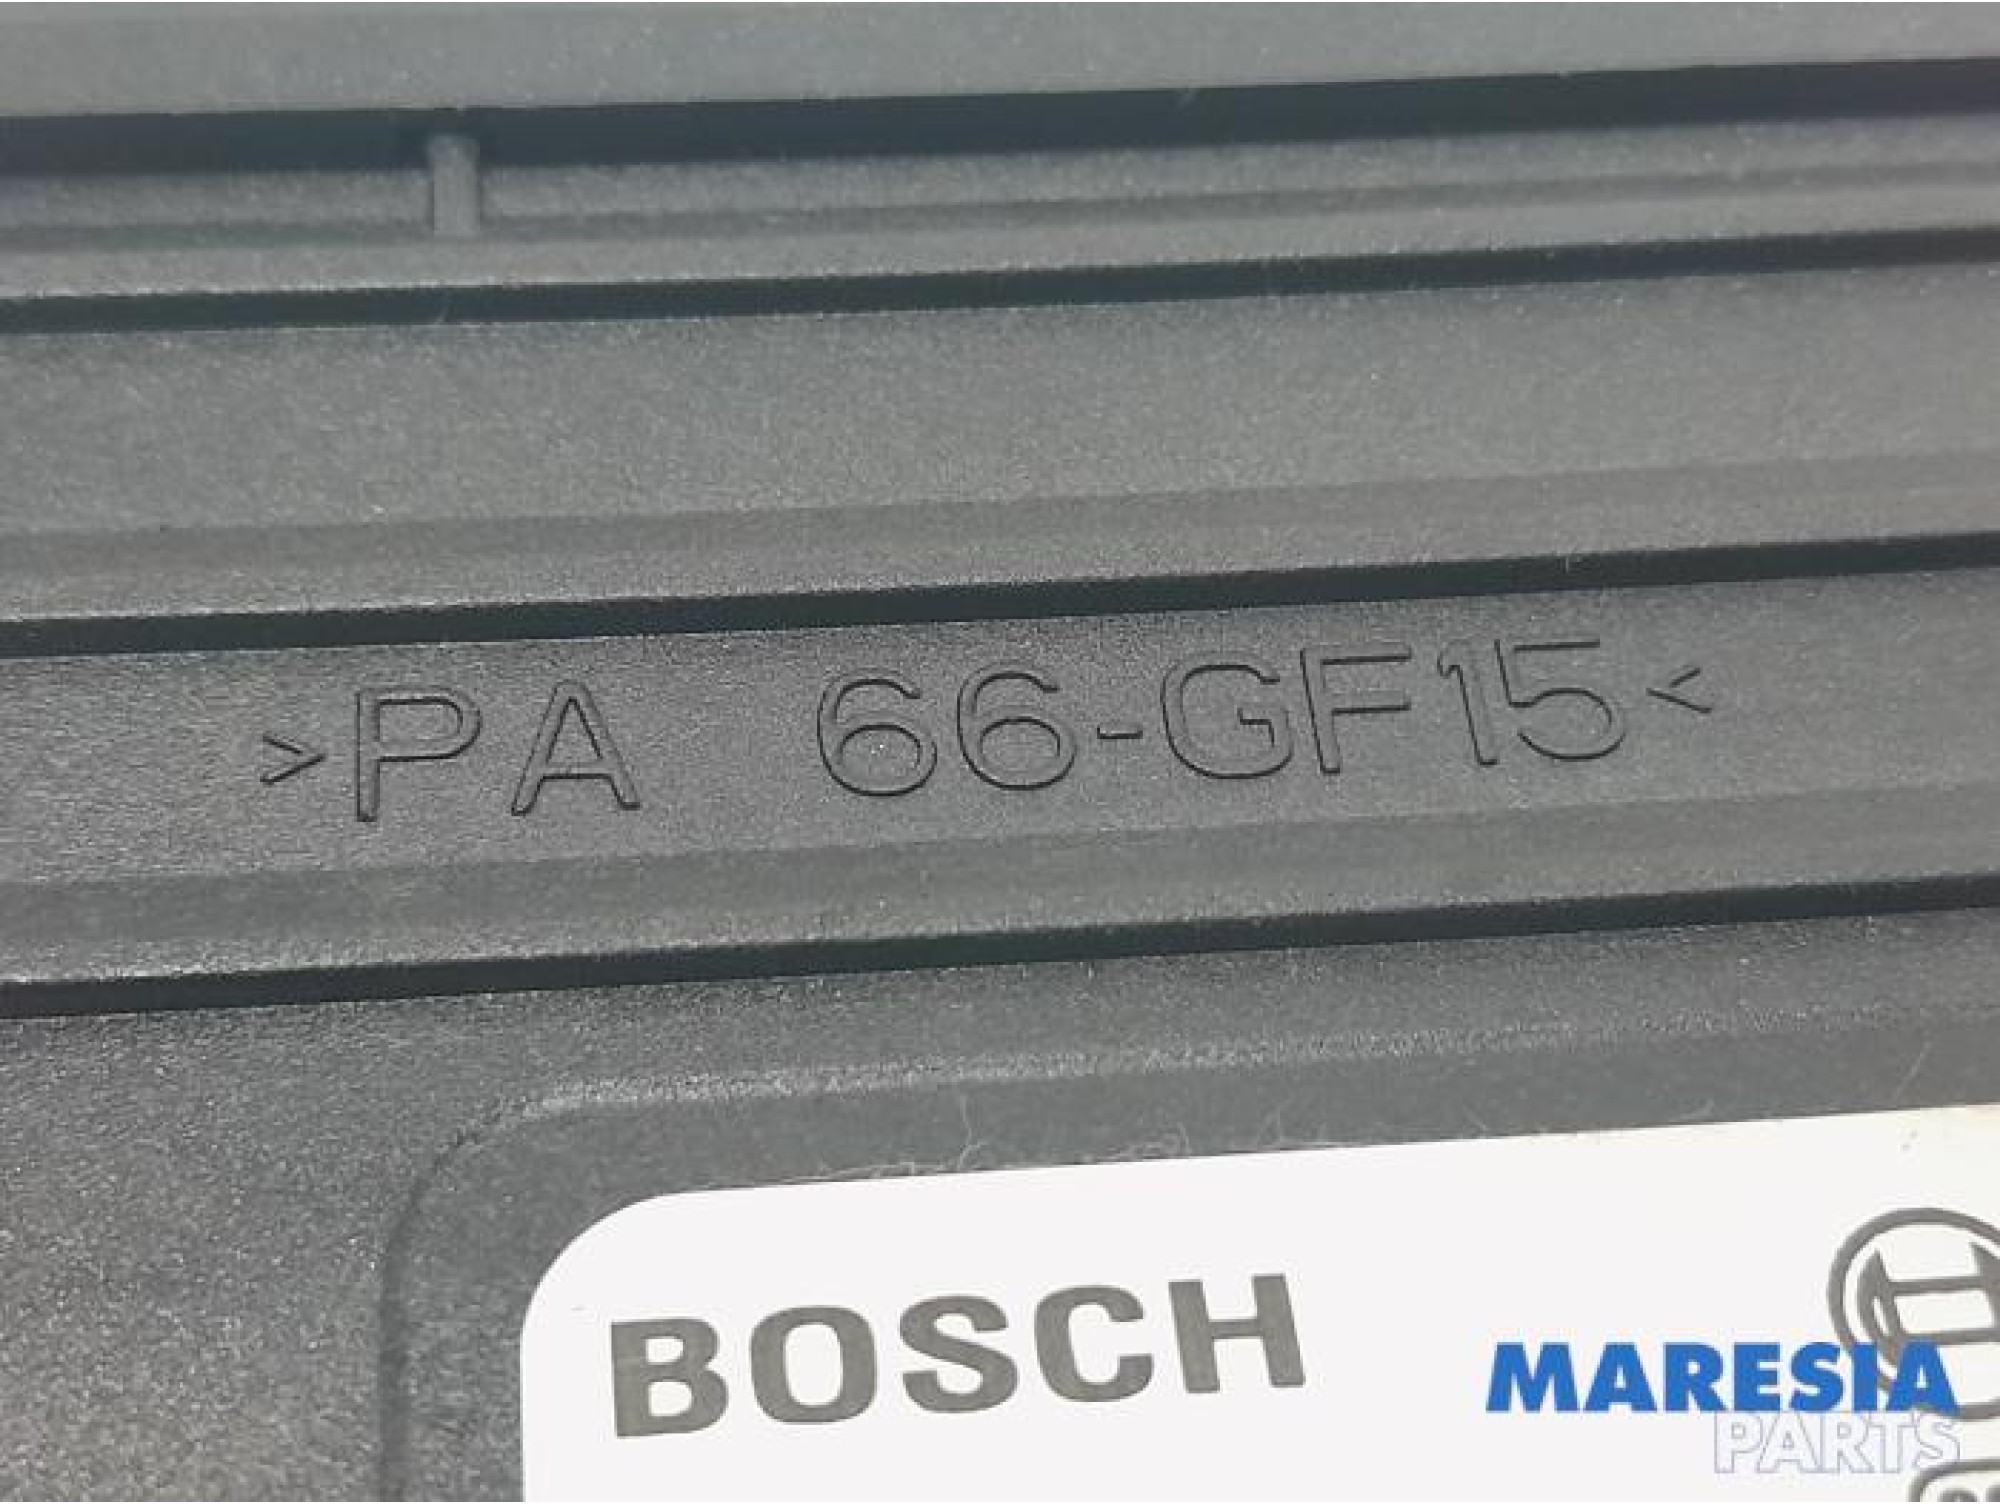 >PA 66-GF15<
BOSCH
MARESIA
PARTS